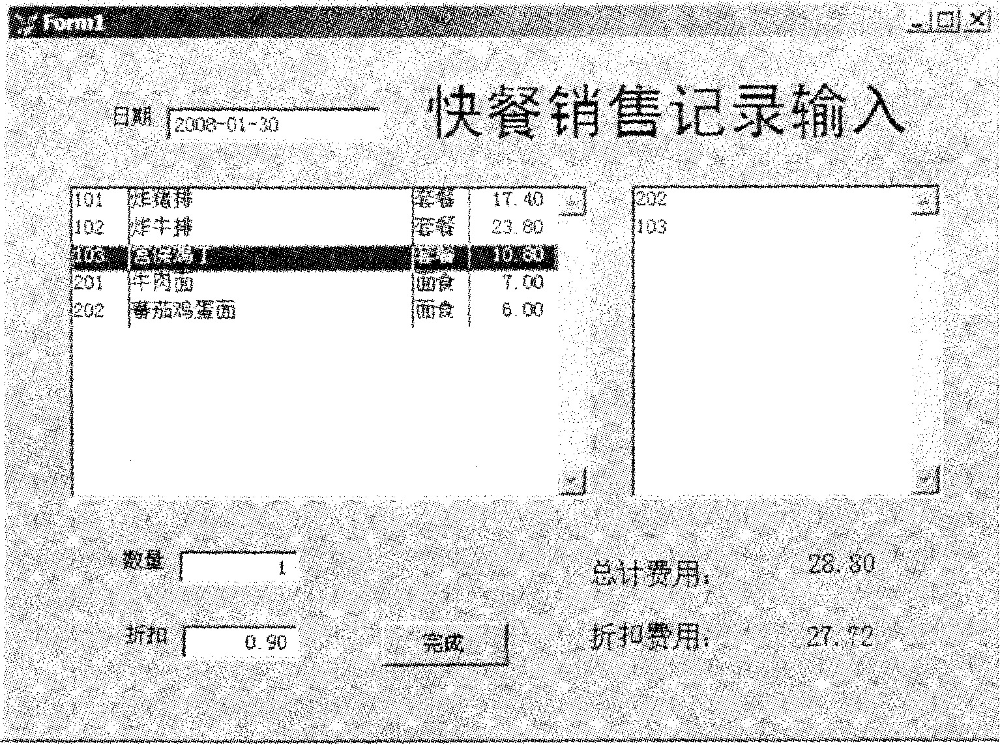 Form1
快餐销售记录输入
日期 2008-01-30
101 炸猪排 套餐 17.40
102 炸牛排 套餐 23.80
103 宫保鸡丁 套餐 10.80
201 牛肉面 面食 7.00
202 蕃茄鸡蛋面 面食 6.00
202
103
数量 1
总计费用： 28.80
折扣 0.90
完成
折扣费用： 27.72